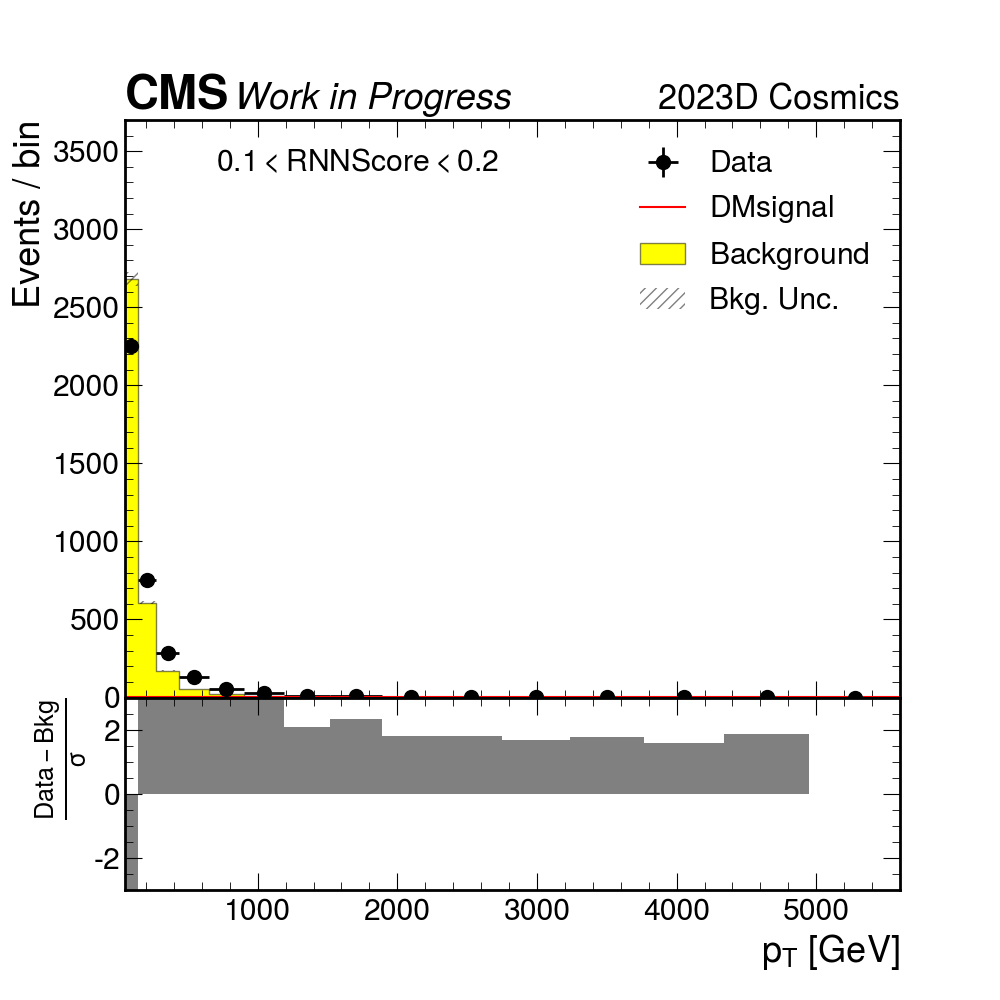 CMS Work in Progress 2023D Cosmics
Events / bin
0.1 < RNNScore < 0.2
Data
DMsignal
Background
Bkg. Unc.
3500
3000
2500
2000
1500
1000
500
0
Data − Bkg
σ
2
0
-2
1000 2000 3000 4000 5000
pT [GeV]